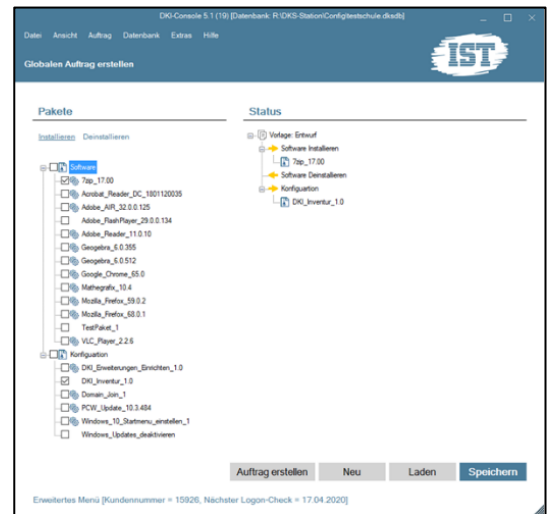 DKI-Console 5.1 (19) [Datenbank: R:\DKS-Station\Config\testschule.dksdb]
Datei Ansicht Auftrag Datenbank Extras Hilfe
Globalen Auftrag erstellen
IST
Pakete
Installieren Deinstallieren
Software
7zip_17.00
Acrobat_Reader_DC_1801120035
Adobe_AIR_32.0.0.125
Adobe_FlashPlayer_29.0.0.134
Adobe_Reader_11.0.10
Geogebra_6.0.355
Geogebra_6.0.512
Google_Chrome_65.0
Mathegrafix_10.4
Mozilla_Firefox_59.0.2
Mozilla_Firefox_68.0.1
TestPaket_1
VLC_Player_2.2.6
Konfiguartion
DKI_Erweiterungen_Einrichten_1.0
DKI_Inventur_1.0
Domain_Join_1
PCW_Update_10.3.484
Windows_10_Startmenu_einstellen_1
Windows_Updates_deaktivieren
Status
Vorlage: Entwurf
Software Installieren
7zip_17.00
Software Deinstallieren
Konfiguartion
DKI_Inventur_1.0
Auftrag erstellen Neu Laden Speichern
Erweitertes Menü [Kundennummer = 15926, Nächster Logon-Check = 17.04.2020]